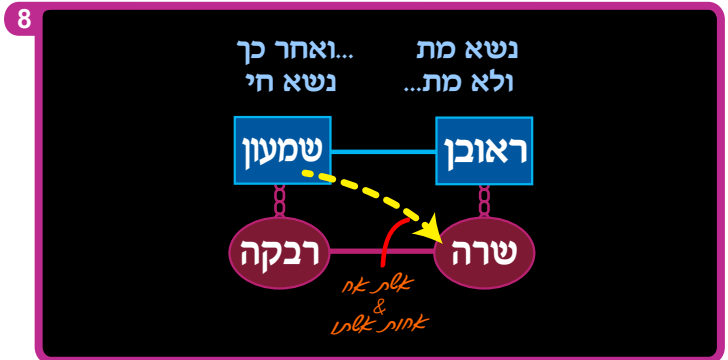 8
נשא מת
ולא מת...
...ואחר כך
נשא חי
ראובן
שמעון
שרה
רבקה
אשת אח
&
אחות אשתו